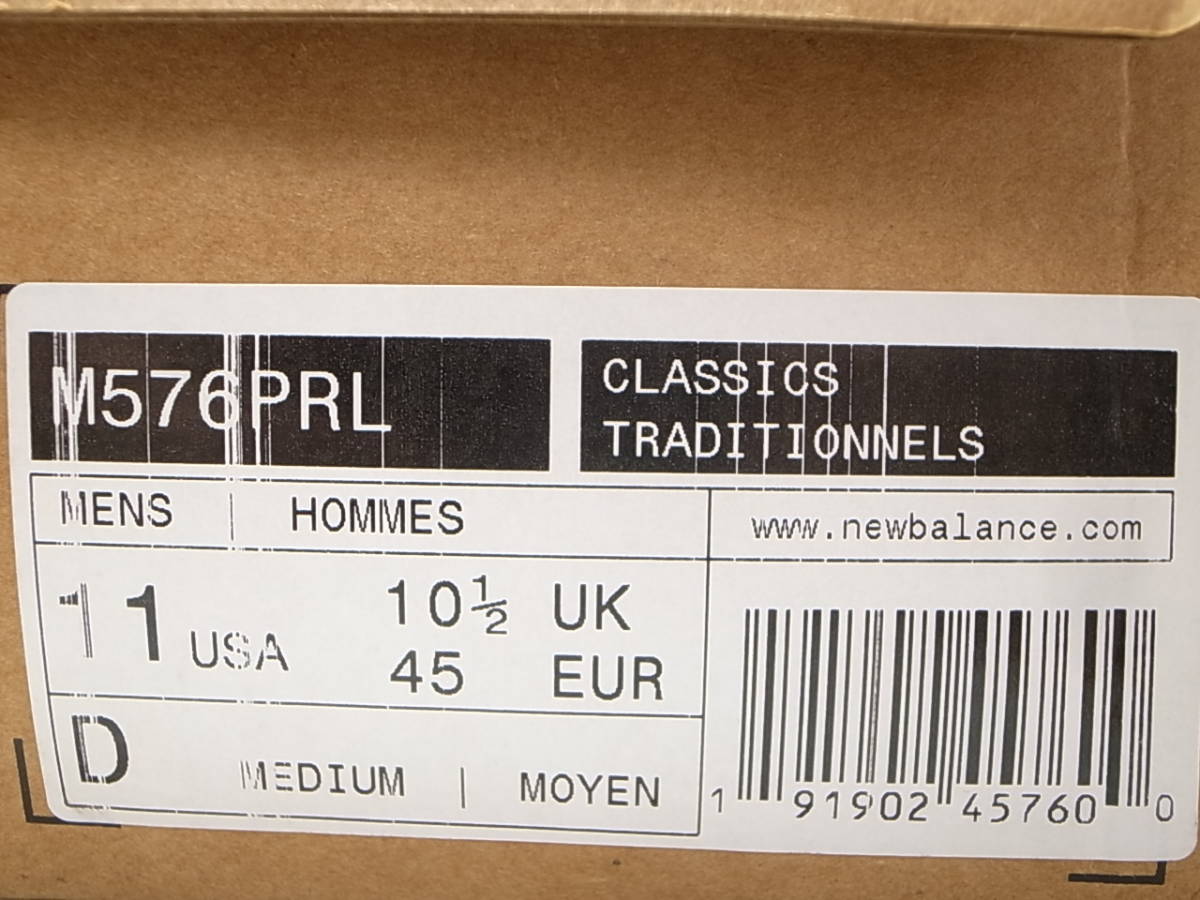 M576PRL
CLASSICS
TRADITIONNELS
MENS | HOMMES
www.newbalance.com
11 USA
10½ UK
45 EUR
D MEDIUM | MOYEN
1 91902 45760 0